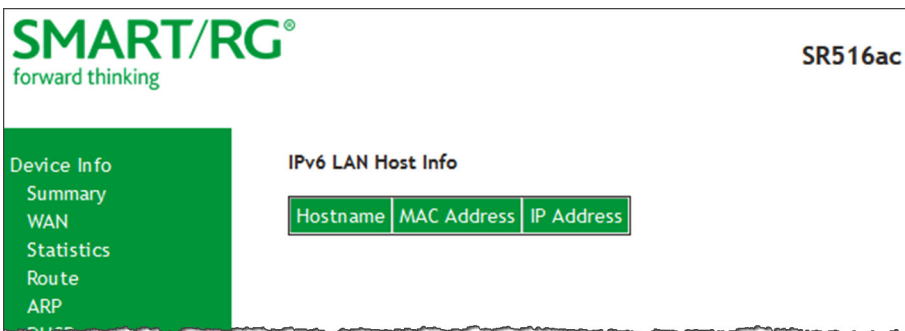 SMART/RG®
forward thinking
SR516ac
Device Info
Summary
WAN
Statistics
Route
ARP
IPv6 LAN Host Info
Hostname MAC Address IP Address